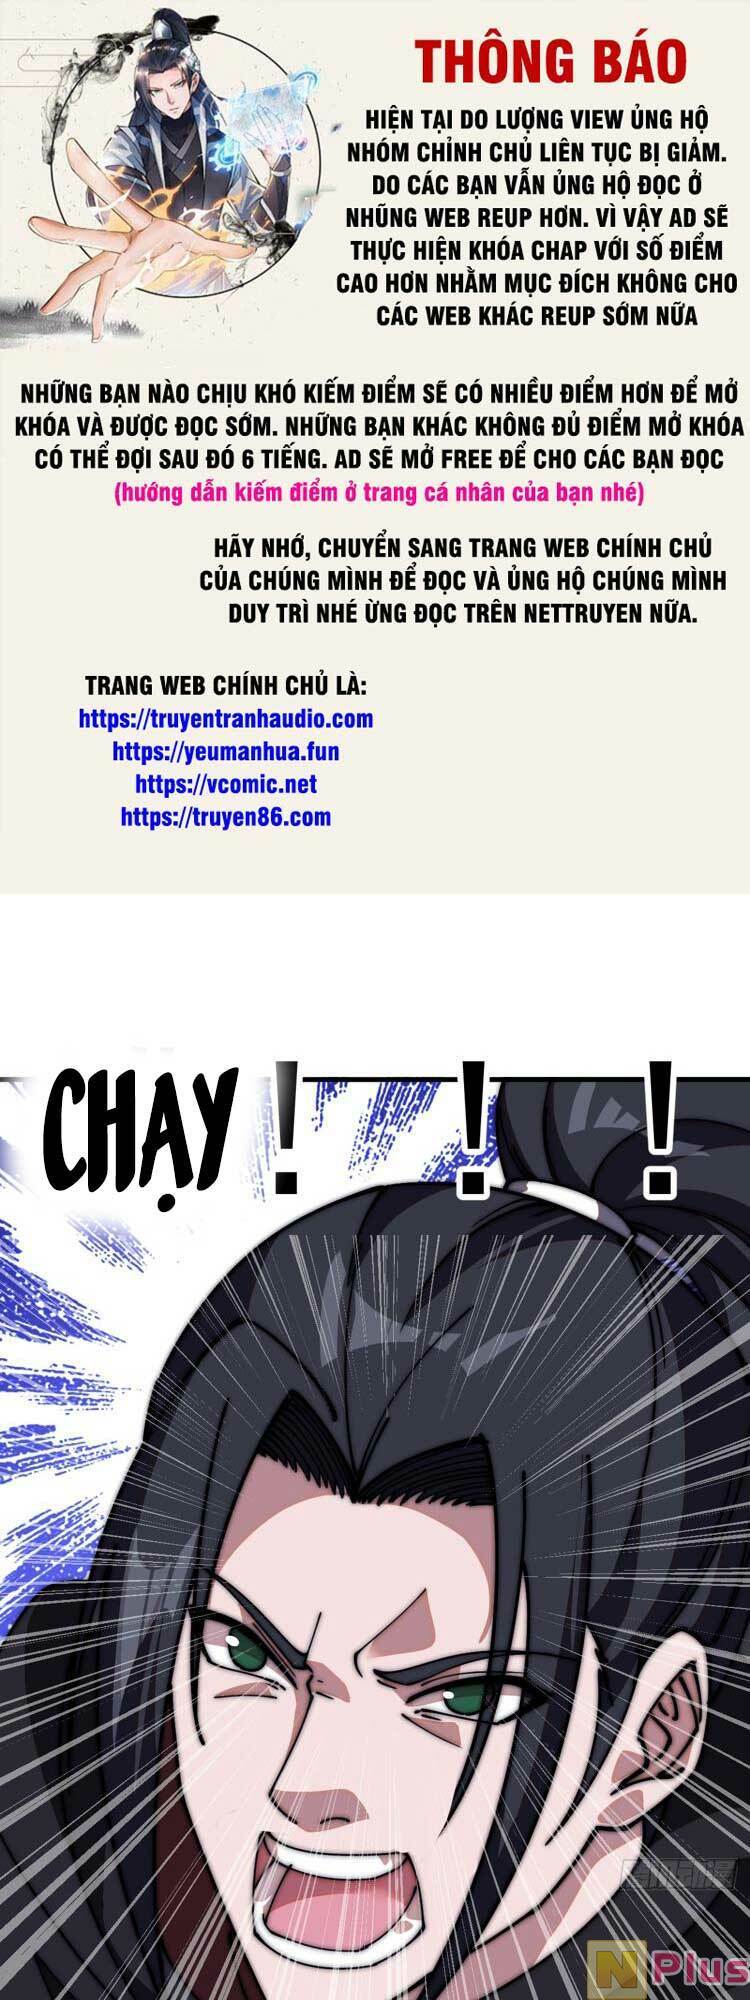 THÔNG BÁO
HIỆN TẠI DO LƯỢNG VIEW ỦNG HỘ
NHÓM CHỈNH CHỦ LIÊN TỤC BỊ GIẢM.
DO CÁC BẠN VẪN ỦNG HỘ ĐỌC Ở
NHŨNG WEB REUP HƠN. VÌ VẬY AD SẼ
THỰC HIỆN KHÓA CHAP VỚI SỐ ĐIỂM
CAO HƠN NHẰM MỤC ĐÍCH KHÔNG CHO
CÁC WEB KHÁC REUP SỚM NỮA
NHỮNG BẠN NÀO CHỊU KHÓ KIẾM ĐIỂM SẼ CÓ NHIỀU ĐIỂM HƠN ĐỂ MỞ
KHÓA VÀ ĐƯỢC ĐỌC SỚM. NHỮNG BẠN KHÁC KHÔNG ĐỦ ĐIỂM MỞ KHÓA
CÓ THỂ ĐỢI SAU ĐÓ 6 TIẾNG. AD SẼ MỞ FREE ĐỂ CHO CÁC BẠN ĐỌC
(hướng dẫn kiếm điểm ở trang cá nhân của bạn nhé)
HÃY NHỚ, CHUYỂN SANG TRANG WEB CHÍNH CHỦ
CỦA CHÚNG MÌNH ĐỂ ĐỌC VÀ ỦNG HỘ CHÚNG MÌNH
DUY TRÌ NHÉ ỪNG ĐỌC TRÊN NETTRUYEN NỮA.
TRANG WEB CHÍNH CHỦ LÀ:
https://truyentranhaudio.com
https://yeumanhua.fun
https://vcomic.net
https://truyen86.com
CHẠY ! ! !
N Plus